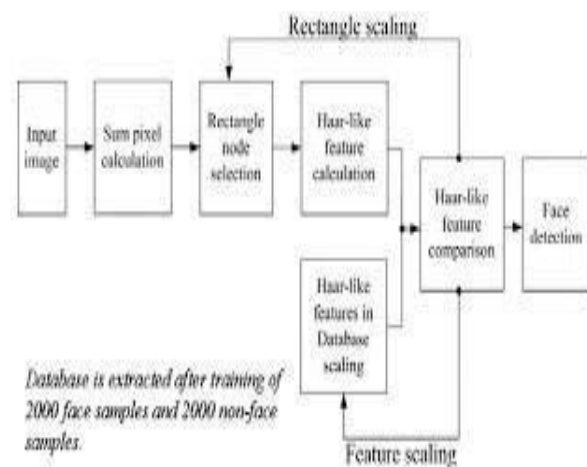 Rectangle scaling
Input
image
Sum pixel
calculation
Rectangle
node
selection
Haar-like
feature
calculation
Haar-like
feature
comparison
Face
detection
Haar-like
features in
Database
scaling
Database is extracted after training of
2000 face samples and 2000 non-face
samples.
Feature scaling